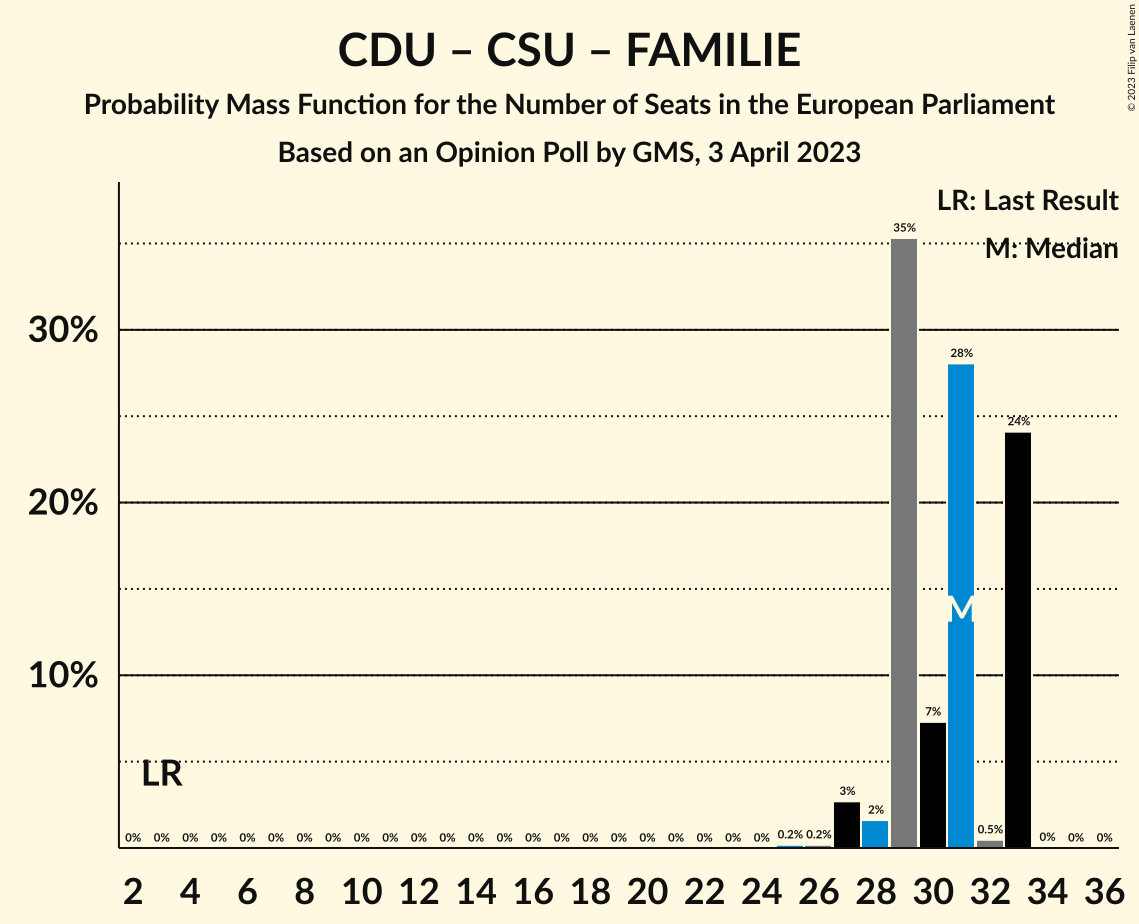 CDU – CSU – FAMILIE
Probability Mass Function for the Number of Seats in the European Parliament
Based on an Opinion Poll by GMS, 3 April 2023
© 2023 Filip van Laenen
LR: Last Result
M: Median
35%
30%
28%
24%
20%
M
10%
7%
LR
3%
2%
0% 0% 0% 0% 0% 0% 0% 0% 0% 0% 0% 0% 0% 0% 0% 0% 0% 0% 0% 0% 0% 0% 0% 0.2% 0.2% 0.5% 0% 0% 0%
2 4 6 8 10 12 14 16 18 20 22 24 26 28 30 32 34 36